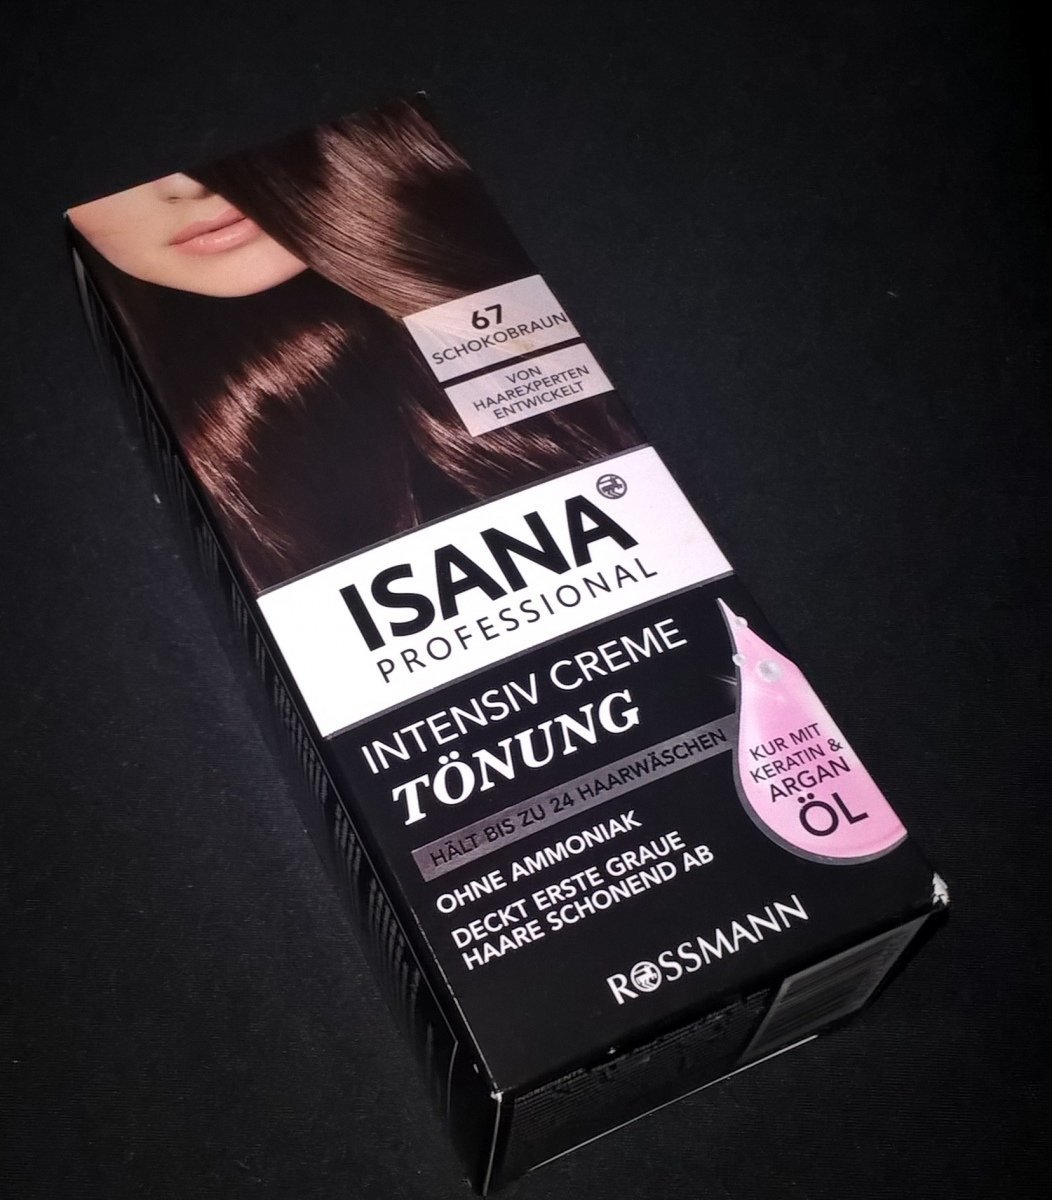 67
SCHOKOBRAUN
VON
HAAREXPERTEN
ENTWICKELT
ISANA
PROFESSIONAL
INTENSIV CREME
TÖNUNG
HÄLT BIS ZU 24 HAARWÄSCHEN
OHNE AMMONIAK
DECKT ERSTE GRAUE
HAARE SCHONEND AB
KUR MIT
KERATIN &
ARGAN
ÖL
ROSSMANN